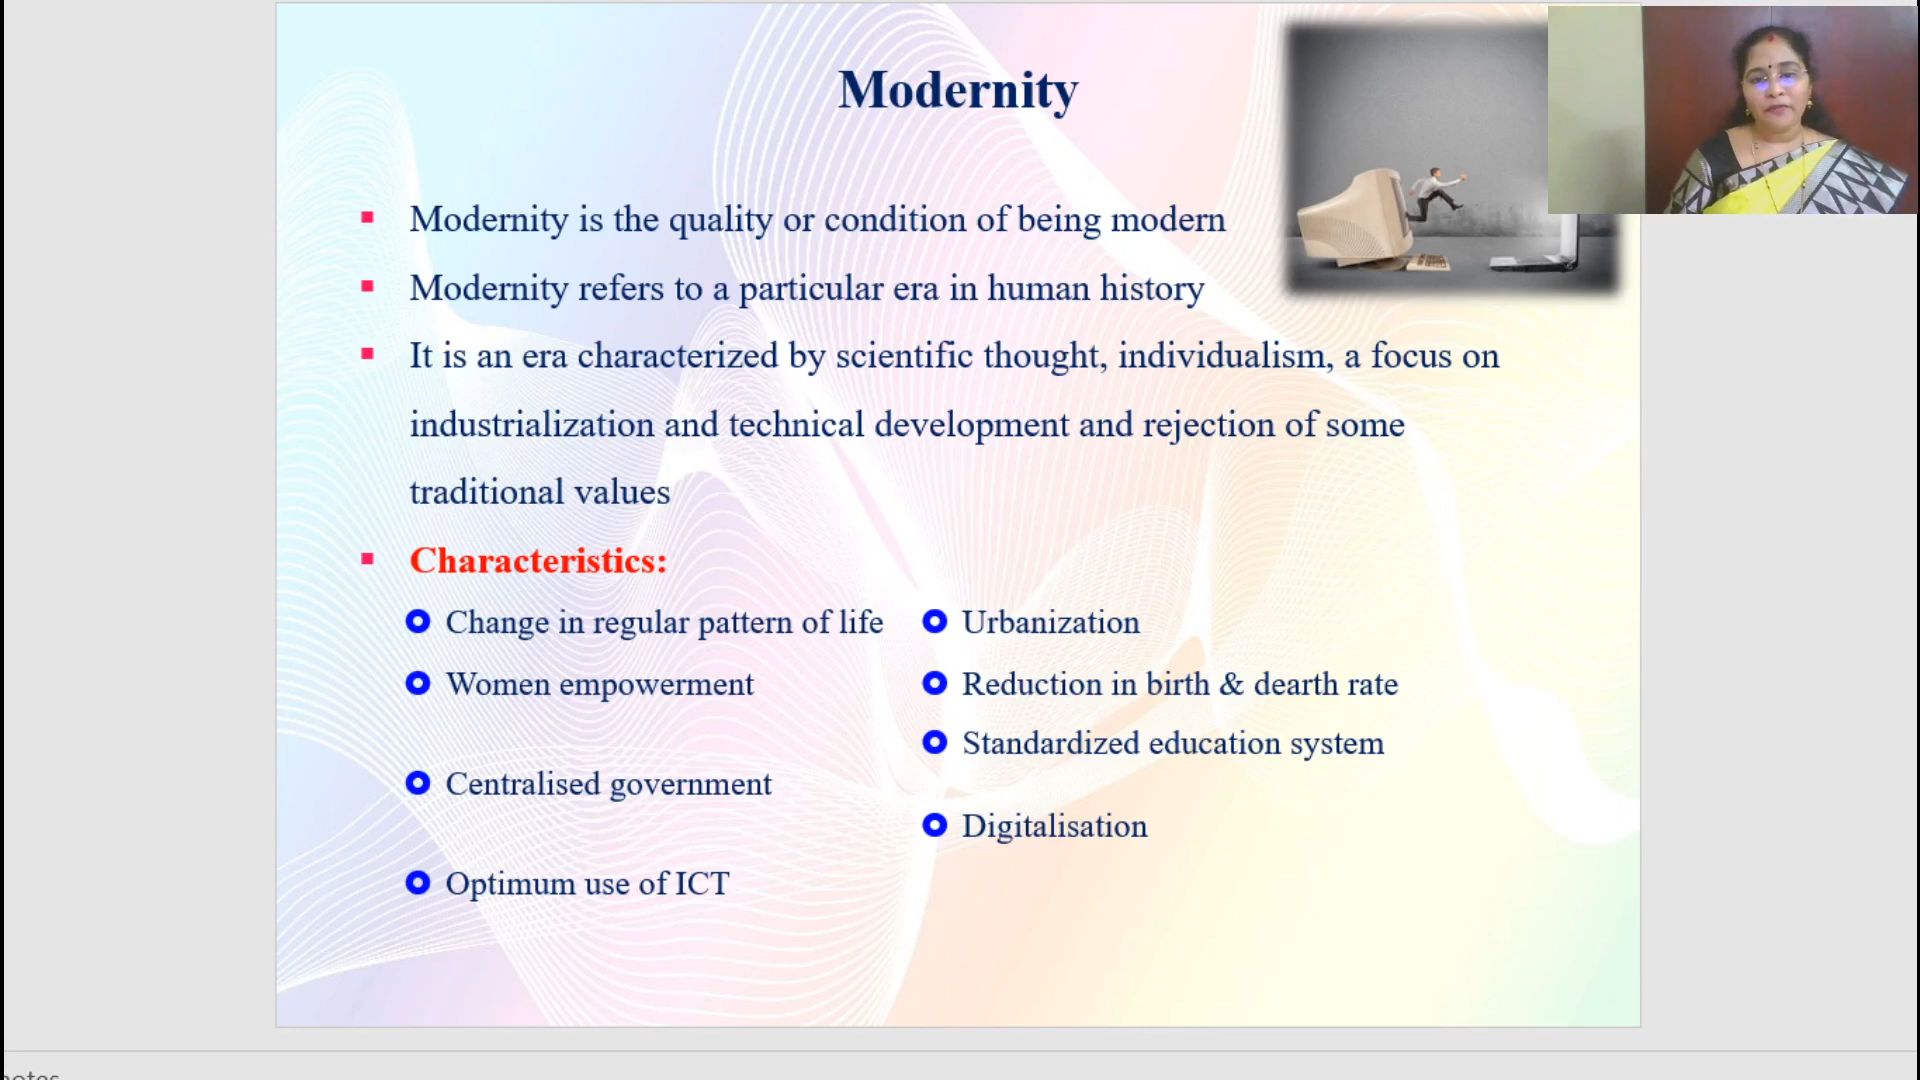 Modernity
Modernity is the quality or condition of being modern
Modernity refers to a particular era in human history
It is an era characterized by scientific thought, individualism, a focus on
industrialization and technical development and rejection of some
traditional values
Characteristics:
Change in regular pattern of life
Women empowerment
Centralised government
Optimum use of ICT
Urbanization
Reduction in birth & dearth rate
Standardized education system
Digitalisation
notes